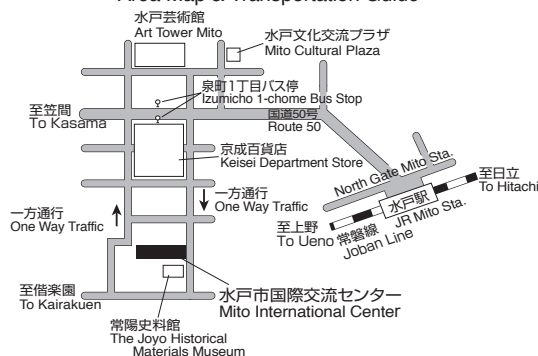 Area Map & Transportation Guide
水戸芸術館
Art Tower Mito
水戸文化交流プラザ
Mito Cultural Plaza
泉町1丁目バス停
Izumicho 1-chome Bus Stop
至笠間
To Kasama
国道50号
Route 50
京成百貨店
Keisei Department Store
North Gate Mito Sta.
至日立
To Hitachi
水戸駅
JR Mito Sta.
一方通行
One Way Traffic
一方通行
One Way Traffic
至上野
To Ueno
常磐線
Joban Line
至偕楽園
To Kairakuen
水戸市国際交流センター
Mito International Center
常陽史料館
The Joyo Historical
Materials Museum